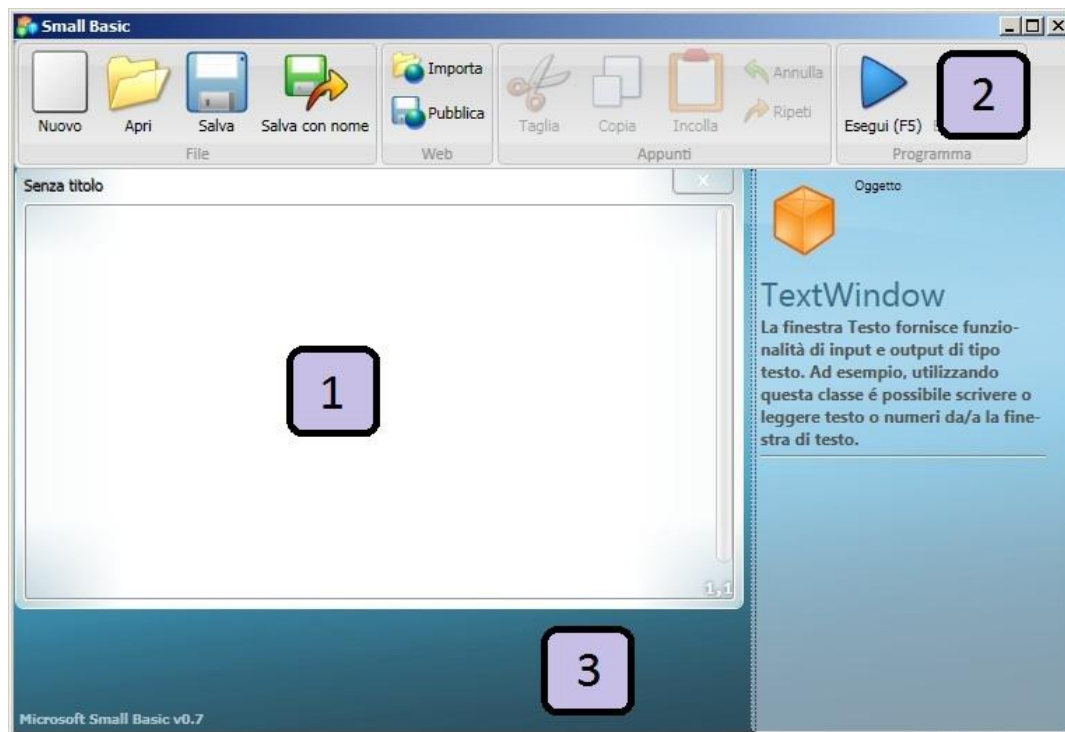 Small Basic
Nuovo
Apri
Salva
Salva con nome
File
Importa
Pubblica
Web
Taglia
Copia
Incolla
Annulla
Ripeti
Appunti
Esegui (F5)
Programma
2
Senza titolo
X
1
1,1
3
Microsoft Small Basic v0.7
Oggetto
TextWindow
La finestra Testo fornisce funzio-
nalità di input e output di tipo
testo. Ad esempio, utilizzando
questa classe é possibile scrivere o
leggere testo o numeri da/a la fine-
stra di testo.